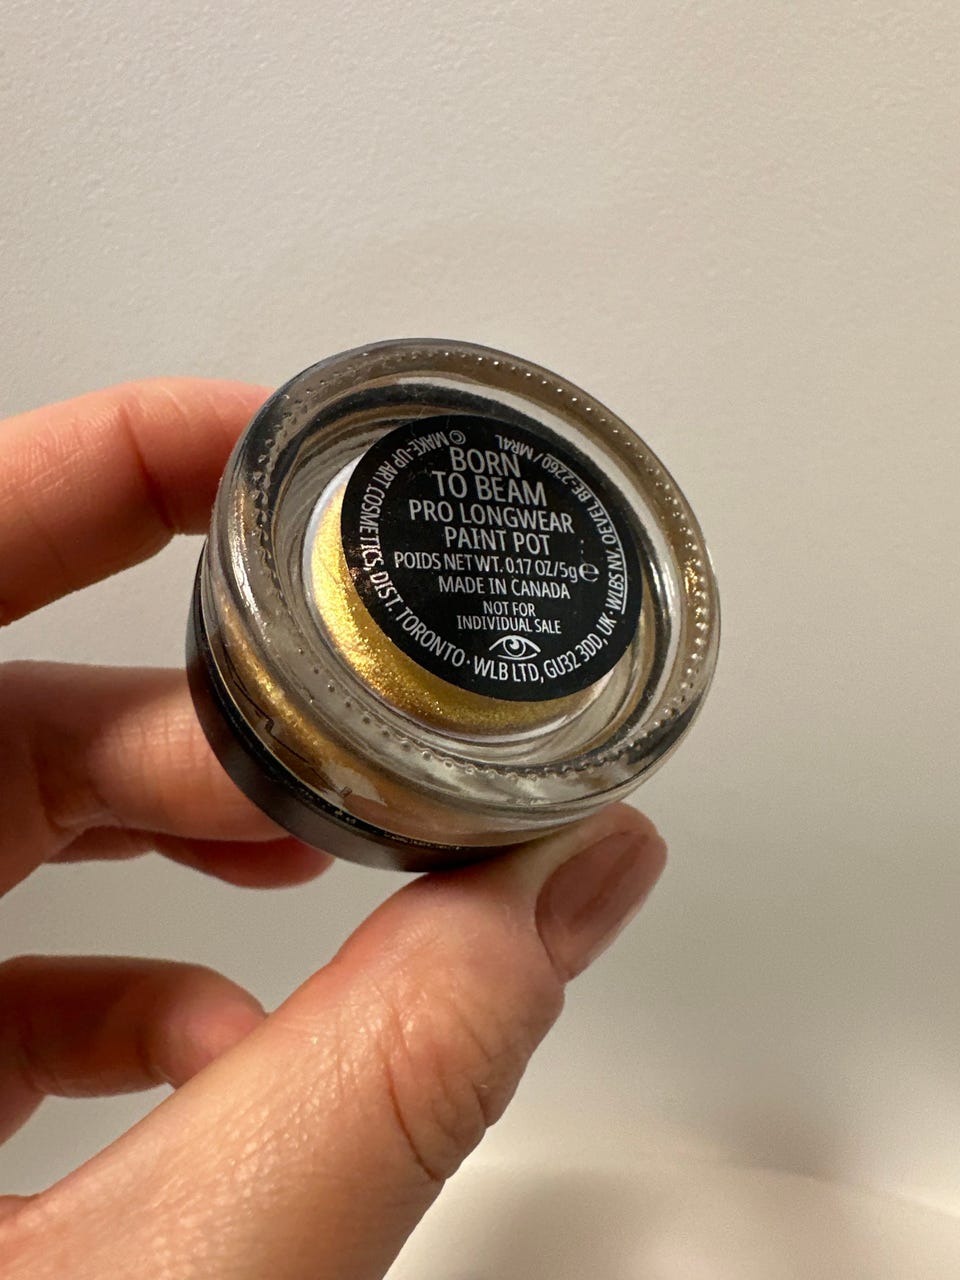 BORN
TO BEAM
PRO LONGWEAR
PAINT POT
POIDS NET WT. 0.17 OZ/5g ℮
MADE IN CANADA
NOT FOR
INDIVIDUAL SALE
© MAKE-UP ART COSMETICS, DIST. TORONTO · WLB LTD, GU32 3DD, UK · WLBS NV, OEVEL BE-2260 / MR4L